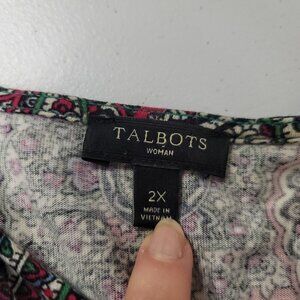 TALBOTS
WOMAN
2X
MADE IN
VIETNAM